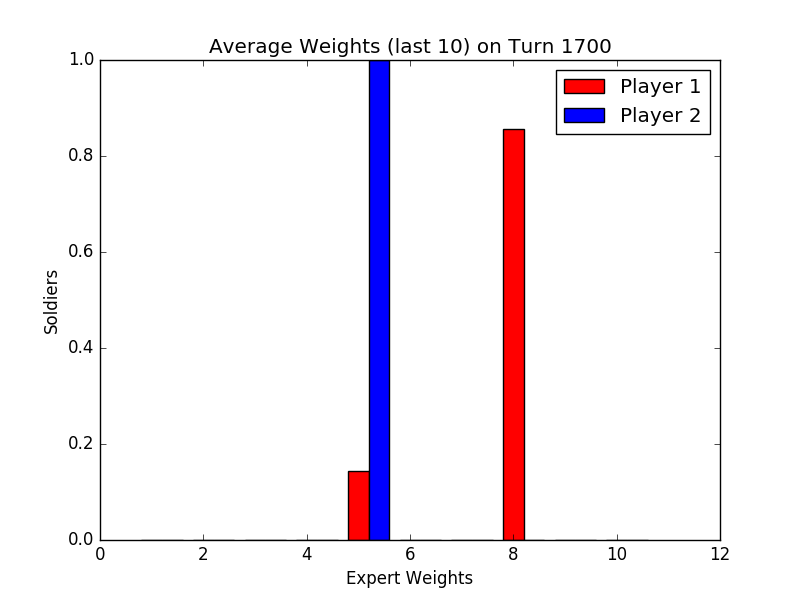 Average Weights (last 10) on Turn 1700
Player 1
Player 2
1.0
0.8
0.6
0.4
0.2
0.0
Soldiers
0 2 4 6 8 10 12
Expert Weights